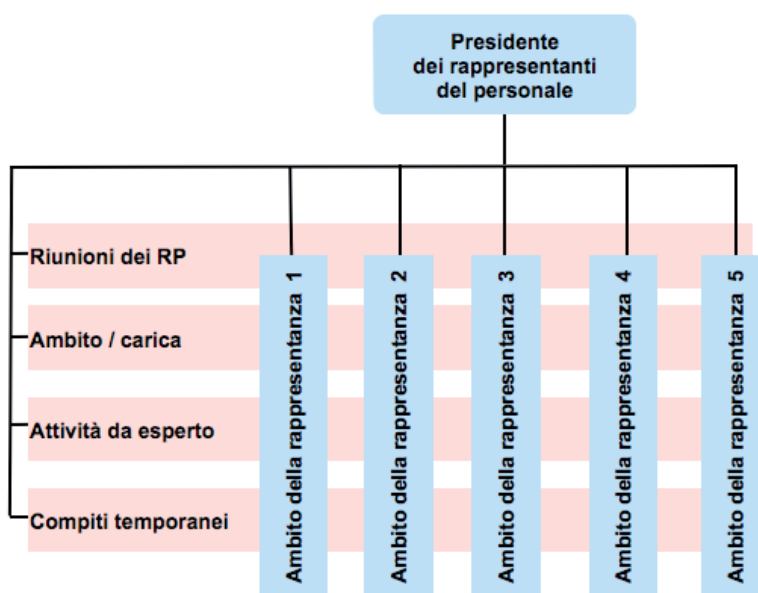 Presidente
dei rappresentanti
del personale
Riunioni dei RP
Ambito / carica
Attività da esperto
Compiti temporanei
Ambito della rappresentanza 1
Ambito della rappresentanza 2
Ambito della rappresentanza 3
Ambito della rappresentanza 4
Ambito della rappresentanza 5